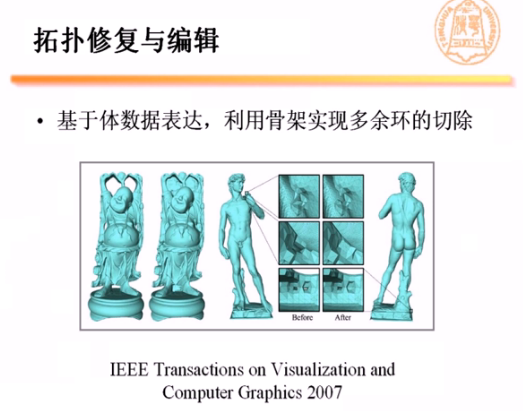 拓扑修复与编辑
• 基于体数据表达，利用骨架实现多余环的切除
Before After
IEEE Transactions on Visualization and
Computer Graphics 2007